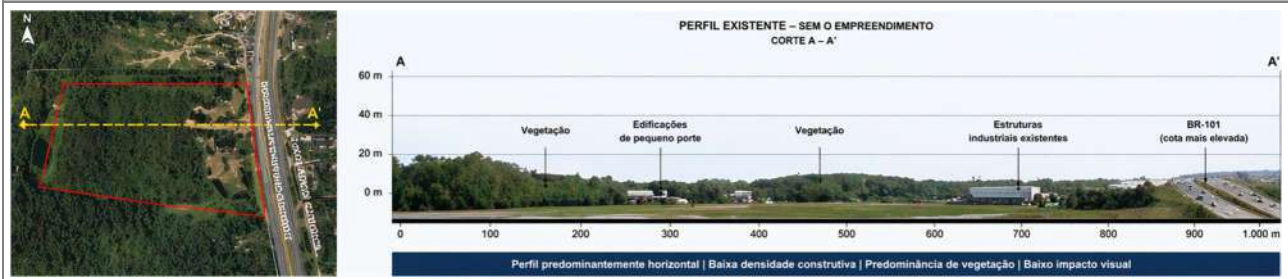 N
A
A'
PERFIL EXISTENTE – SEM O EMPREENDIMENTO
CORTE A – A'
A
A'
60 m
40 m
20 m
0 m
Vegetação
Edificações
de pequeno porte
Vegetação
Estruturas
industriais existentes
BR-101
(cota mais elevada)
0
100
200
300
400
500
600
700
800
900
1.000 m
Perfil predominantemente horizontal | Baixa densidade construtiva | Predominância de vegetação | Baixo impacto visual